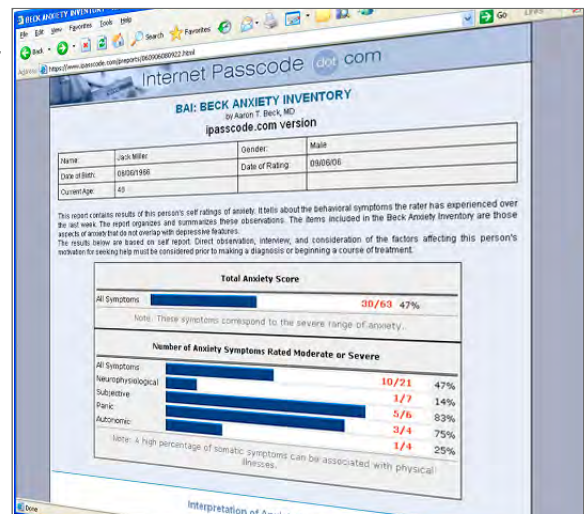 BECK ANXIETY INVENTORY
File Edit View Favorites Tools Help
Back Search Favorites Go Links
Address https://www.ipasscode.com/preports/060906080922.html
Internet Passcode dot com
BAI: BECK ANXIETY INVENTORY
by Aaron T. Beck, MD
ipasscode.com version
Name: Jack Miller Gender: Male
Date of Birth: 06/06/1966 Date of Rating: 09/06/06
Current Age: 40
This report contains results of this person's self ratings of anxiety. It tells about the behavioral symptoms the rater has experienced over
the last week. The report organizes and summarizes these observations. The items included in the Beck Anxiety Inventory are those
aspects of anxiety that do not overlap with depressive features.
The results below are based on self report. Direct observation, interview, and consideration of the factors affecting this person's
motivation for seeking help must be considered prior to making a diagnosis or beginning a course of treatment.
Total Anxiety Score
All Symptoms 30/63 47%
Note: These symptoms correspond to the severe range of anxiety.
Number of Anxiety Symptoms Rated Moderate or Severe
All Symptoms 10/21 47%
Neurophysiological 1/7 14%
Subjective 5/6 83%
Panic 3/4 75%
Autonomic 1/4 25%
Note: A high percentage of somatic symptoms can be associated with physical
illnesses.
Done